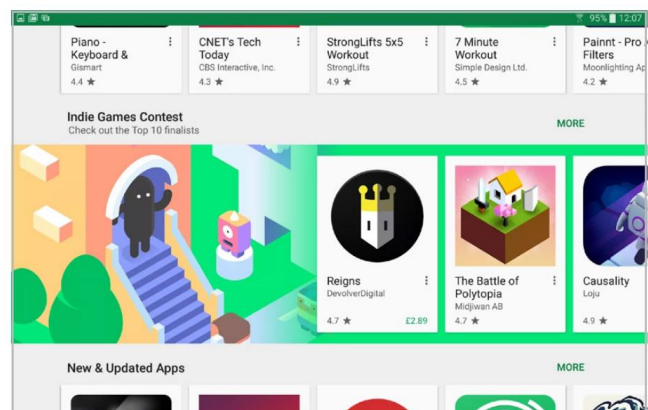 95% 12:07
Piano -
Keyboard &
Gismart
4.4 ★
CNET's Tech
Today
CBS Interactive, Inc.
4.3 ★
StrongLifts 5x5
Workout
StrongLifts
4.9 ★
7 Minute
Workout
Simple Design Ltd.
4.5 ★
Painnt - Pro
Filters
Moonlighting Ap
4.2 ★
Indie Games Contest
Check out the Top 10 finalists
MORE
Reigns
DevolverDigital
4.7 ★ £2.89
The Battle of
Polytopia
Midjiwan AB
4.7 ★
Causality
Loju
4.9 ★
New & Updated Apps
MORE